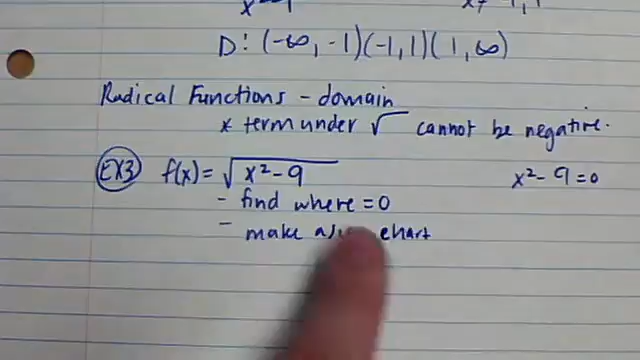 D: (-∞, -1)(-1, 1)(1, ∞)
Radical Functions - domain
* term under √ cannot be negative.
EX3 f(x) = √x²-9 x²-9=0
- find where = 0
- make a chart